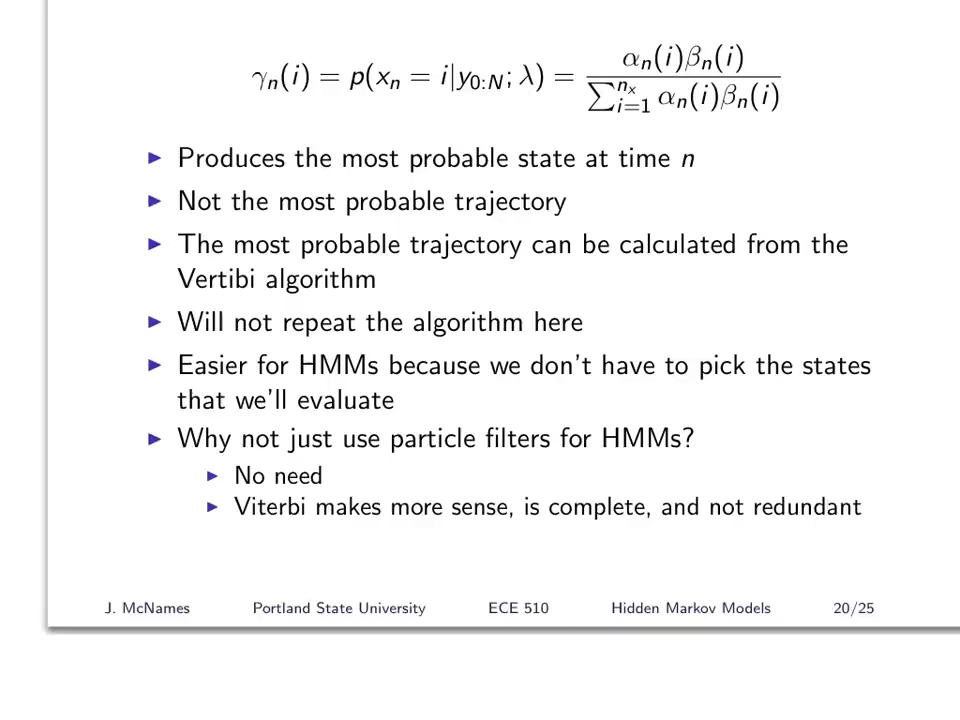 γn(i) = p(xn = i|y0:N; λ) = αn(i)βn(i) / ∑nx i=1 αn(i)βn(i)
▶ Produces the most probable state at time n
▶ Not the most probable trajectory
▶ The most probable trajectory can be calculated from the
Vertibi algorithm
▶ Will not repeat the algorithm here
▶ Easier for HMMs because we don't have to pick the states
that we'll evaluate
▶ Why not just use particle filters for HMMs?
▶ No need
▶ Viterbi makes more sense, is complete, and not redundant
J. McNames Portland State University ECE 510 Hidden Markov Models 20/25